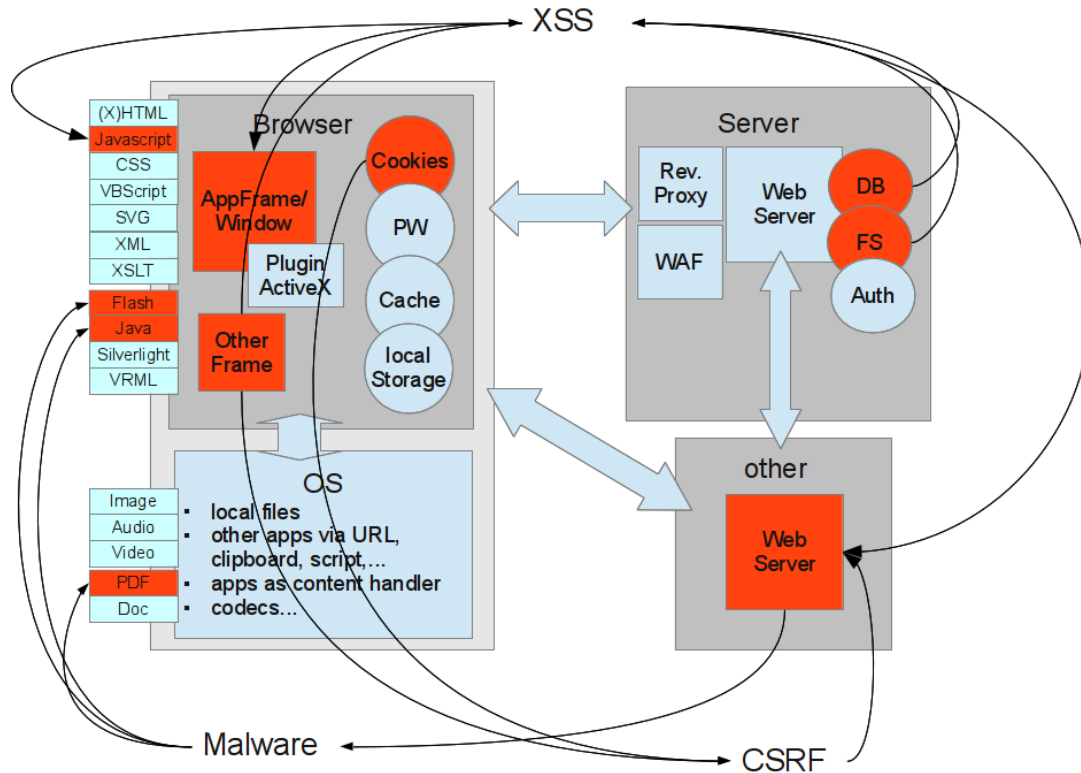 XSS
(X)HTML
Javascript
CSS
VBScript
SVG
XML
XSLT
Flash
Java
Silverlight
VRML
Browser
AppFrame/
Window
Plugin
ActiveX
Other
Frame
Cookies
PW
Cache
local
Storage
Server
Rev.
Proxy
WAF
Web
Server
DB
FS
Auth
OS
Image
Audio
Video
PDF
Doc
▪ local files
▪ other apps via URL,
clipboard, script,...
▪ apps as content handler
▪ codecs...
other
Web
Server
Malware
CSRF